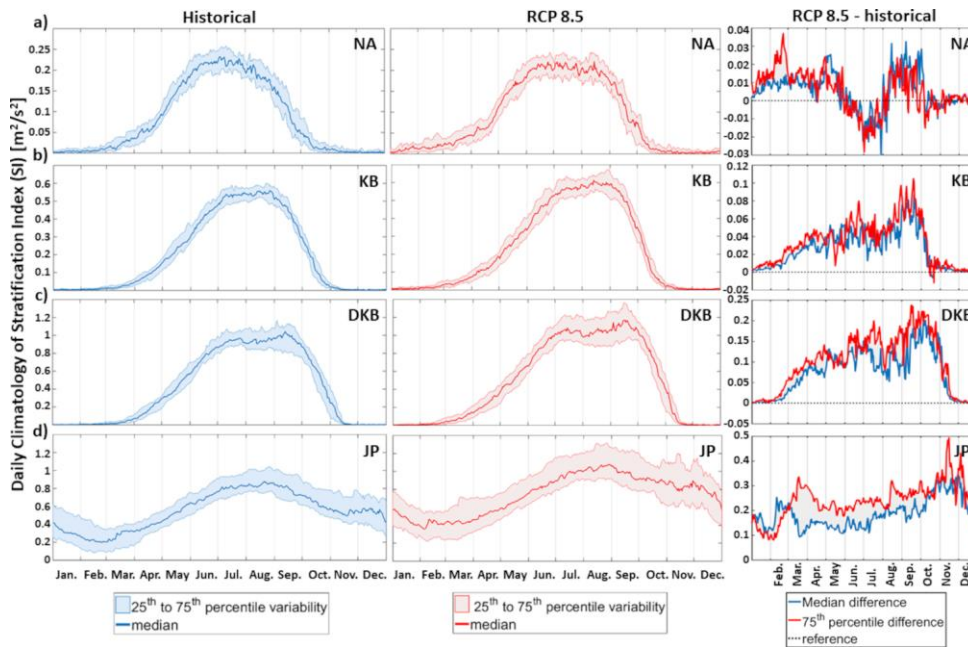 Historical
RCP 8.5
RCP 8.5 - historical
Daily Climatology of Stratification Index (SI) [m²/s²]
a)
NA
0.25
0.2
0.15
0.1
0.05
NA
NA
0.04
0.03
0.02
0.01
0
-0.01
-0.02
-0.03
b)
KB
0.6
0.5
0.4
0.3
0.2
0.1
KB
KB
0.12
0.1
0.08
0.06
0.04
0.02
0
-0.02
c)
DKB
1.2
1
0.8
0.6
0.4
0.2
DKB
DKB
0.25
0.2
0.15
0.1
0.05
0
-0.05
d)
JP
1.2
1
0.8
0.6
0.4
0.2
0
JP
JP
0.5
0.4
0.3
0.2
0.1
0
Jan. Feb. Mar. Apr. May Jun. Jul. Aug. Sep. Oct. Nov. Dec.
Jan. Feb. Mar. Apr. May Jun. Jul. Aug. Sep. Oct. Nov. Dec.
Feb. Mar. Apr. May Jun. Jul. Aug. Sep. Oct. Nov. Dec.
25th to 75th percentile variability
median
25th to 75th percentile variability
median
Median difference
75th percentile difference
reference